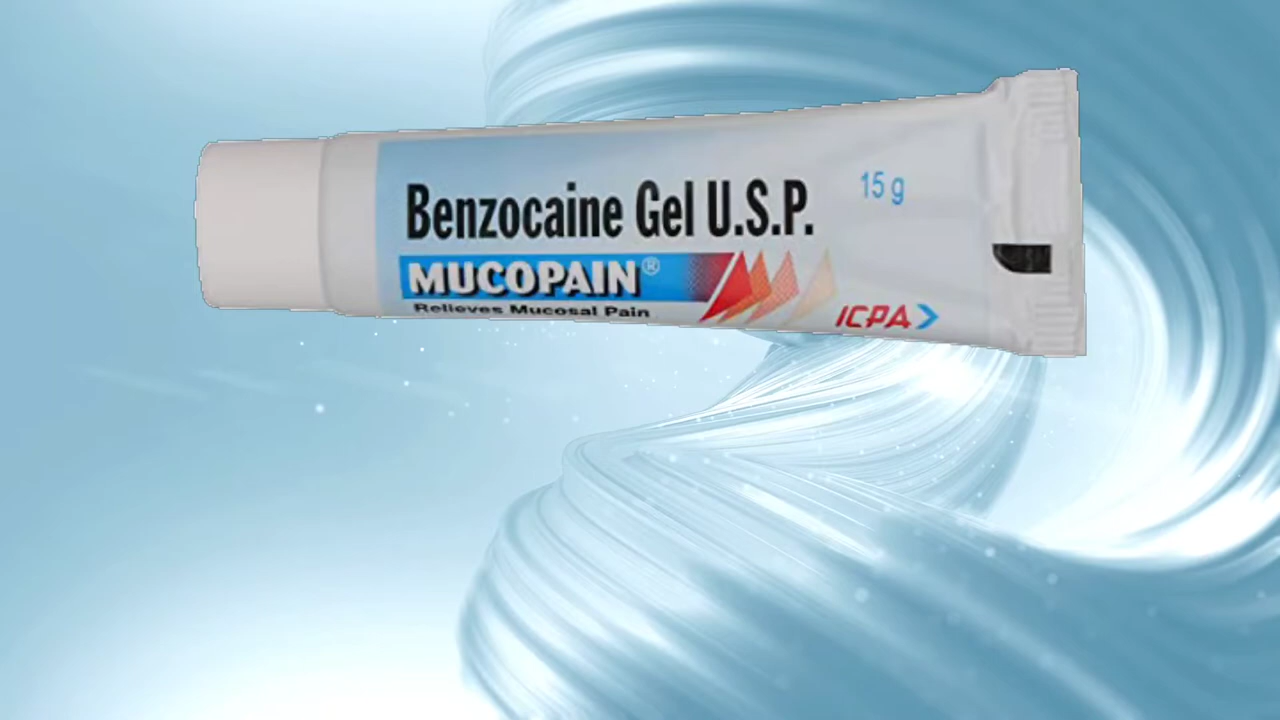 Benzocaine Gel U.S.P.
15 g
MUCOPAIN®
Relieves Mucosal Pain
ICPA